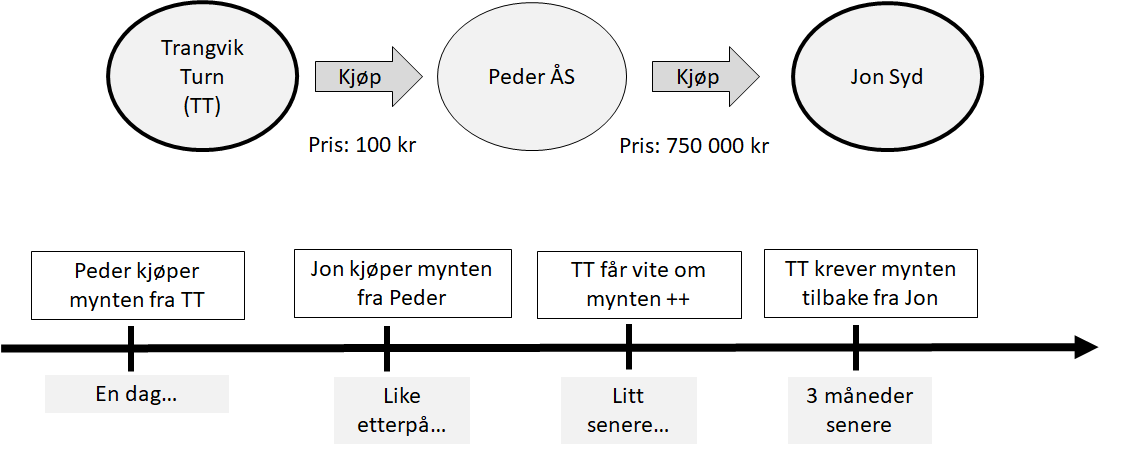 Trangvik
Turn
(TT)
Kjøp
Peder ÅS
Kjøp
Jon Syd
Pris: 100 kr
Pris: 750 000 kr
Peder kjøper
mynten fra TT
Jon kjøper mynten
fra Peder
TT får vite om
mynten ++
TT krever mynten
tilbake fra Jon
En dag...
Like
etterpå...
Litt
senere...
3 måneder
senere